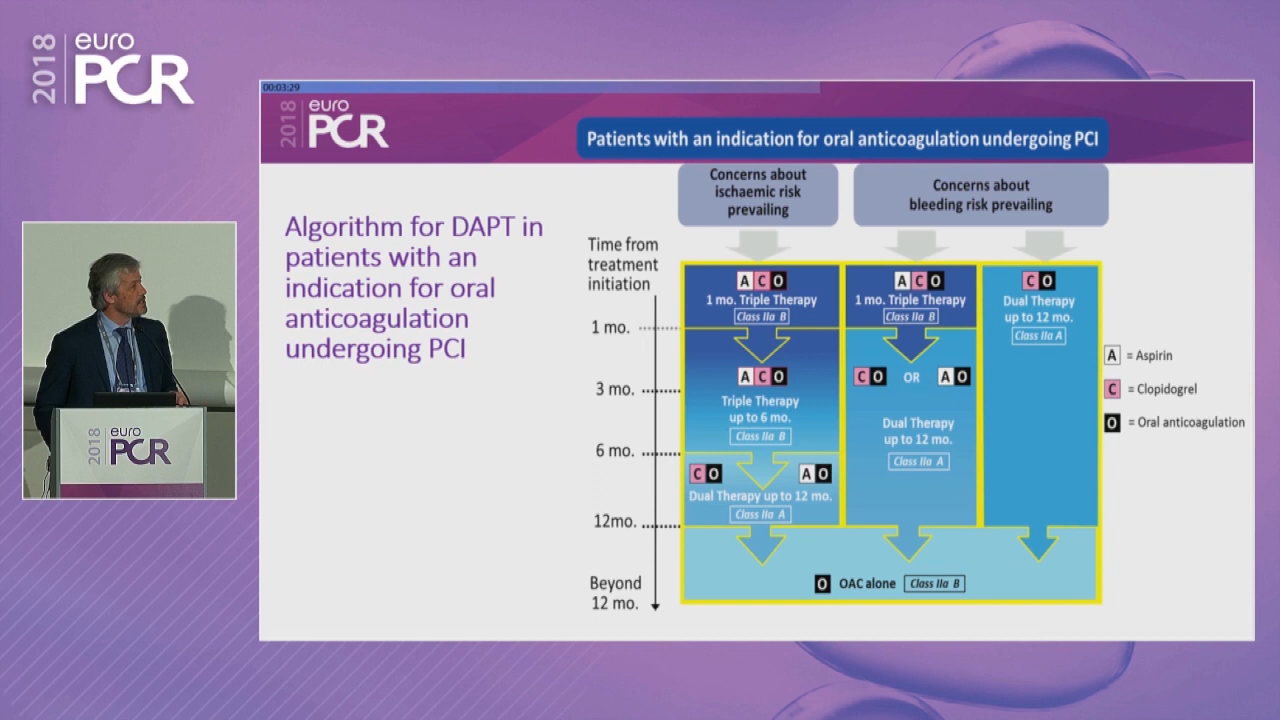 2018 euro PCR
00:03:29
2018 euro PCR
Patients with an indication for oral anticoagulation undergoing PCI
Algorithm for DAPT in
patients with an
indication for oral
anticoagulation
undergoing PCI
Concerns about
ischaemic risk
prevailing
Concerns about
bleeding risk prevailing
Time from
treatment
initiation
1 mo.
3 mo.
6 mo.
12mo.
Beyond
12 mo.
A C O
1 mo. Triple Therapy
Class IIa B
A C O
Triple Therapy
up to 6 mo.
Class IIa B
C O
A O
Dual Therapy up to 12 mo.
Class IIa A
A C O
1 mo. Triple Therapy
Class IIa B
C O OR A O
Dual Therapy
up to 12 mo.
Class IIa A
C O
Dual Therapy
up to 12 mo.
Class IIa A
O OAC alone Class IIa B
A = Aspirin
C = Clopidogrel
O = Oral anticoagulation
2018 euro PCR